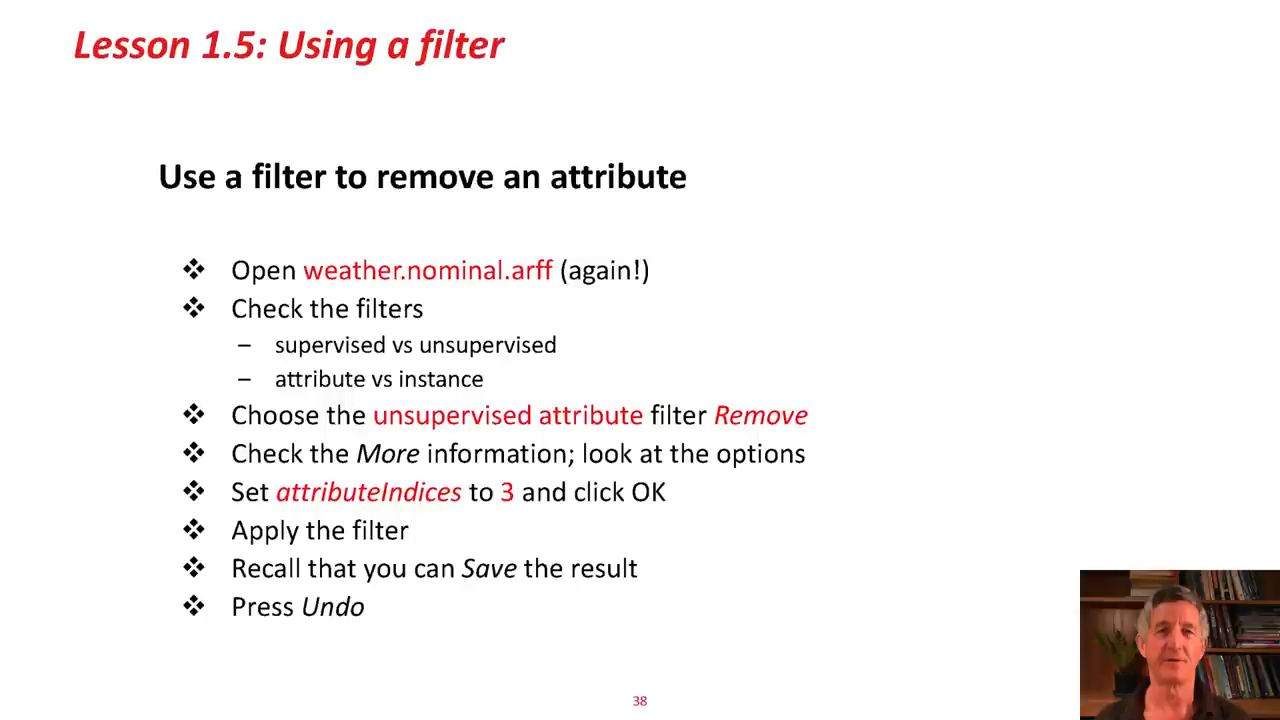 Lesson 1.5: Using a filter
Use a filter to remove an attribute
❖ Open weather.nominal.arff (again!)
❖ Check the filters
– supervised vs unsupervised
– attribute vs instance
❖ Choose the unsupervised attribute filter Remove
❖ Check the More information; look at the options
❖ Set attributeIndices to 3 and click OK
❖ Apply the filter
❖ Recall that you can Save the result
❖ Press Undo
38